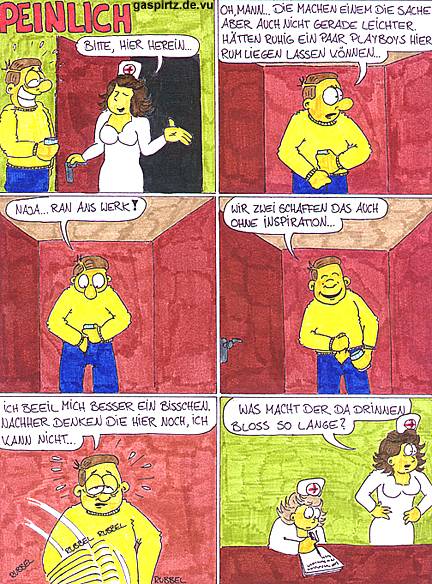 gaspirtz.de.vu
PEINLICH
BITTE, HIER HEREIN...
OH, MANN... DIE MACHEN EINEM DIE SACHE
ABER AUCH NICHT GERADE LEICHTER.
HÄTTEN RUHIG EIN PAAR PLAYBOYS HIER
RUM LIEGEN LASSEN VÖNNEN...
NAJA... RAN ANS WERK!
WIR ZWEI SCHAFFEN DAS AUCH
OHNE INSPIRATION...
ICH BEEIL MICH BESSER EIN BISSCHEN.
NACHHER DENKEN DIE HIER NOCH, ICH
KANN NICHT...
RUBBEL
RUBBEL
RUBBEL
RUBBEL
WAS MACHT DER DA DRINNEN
BLOSS SO LANGE?